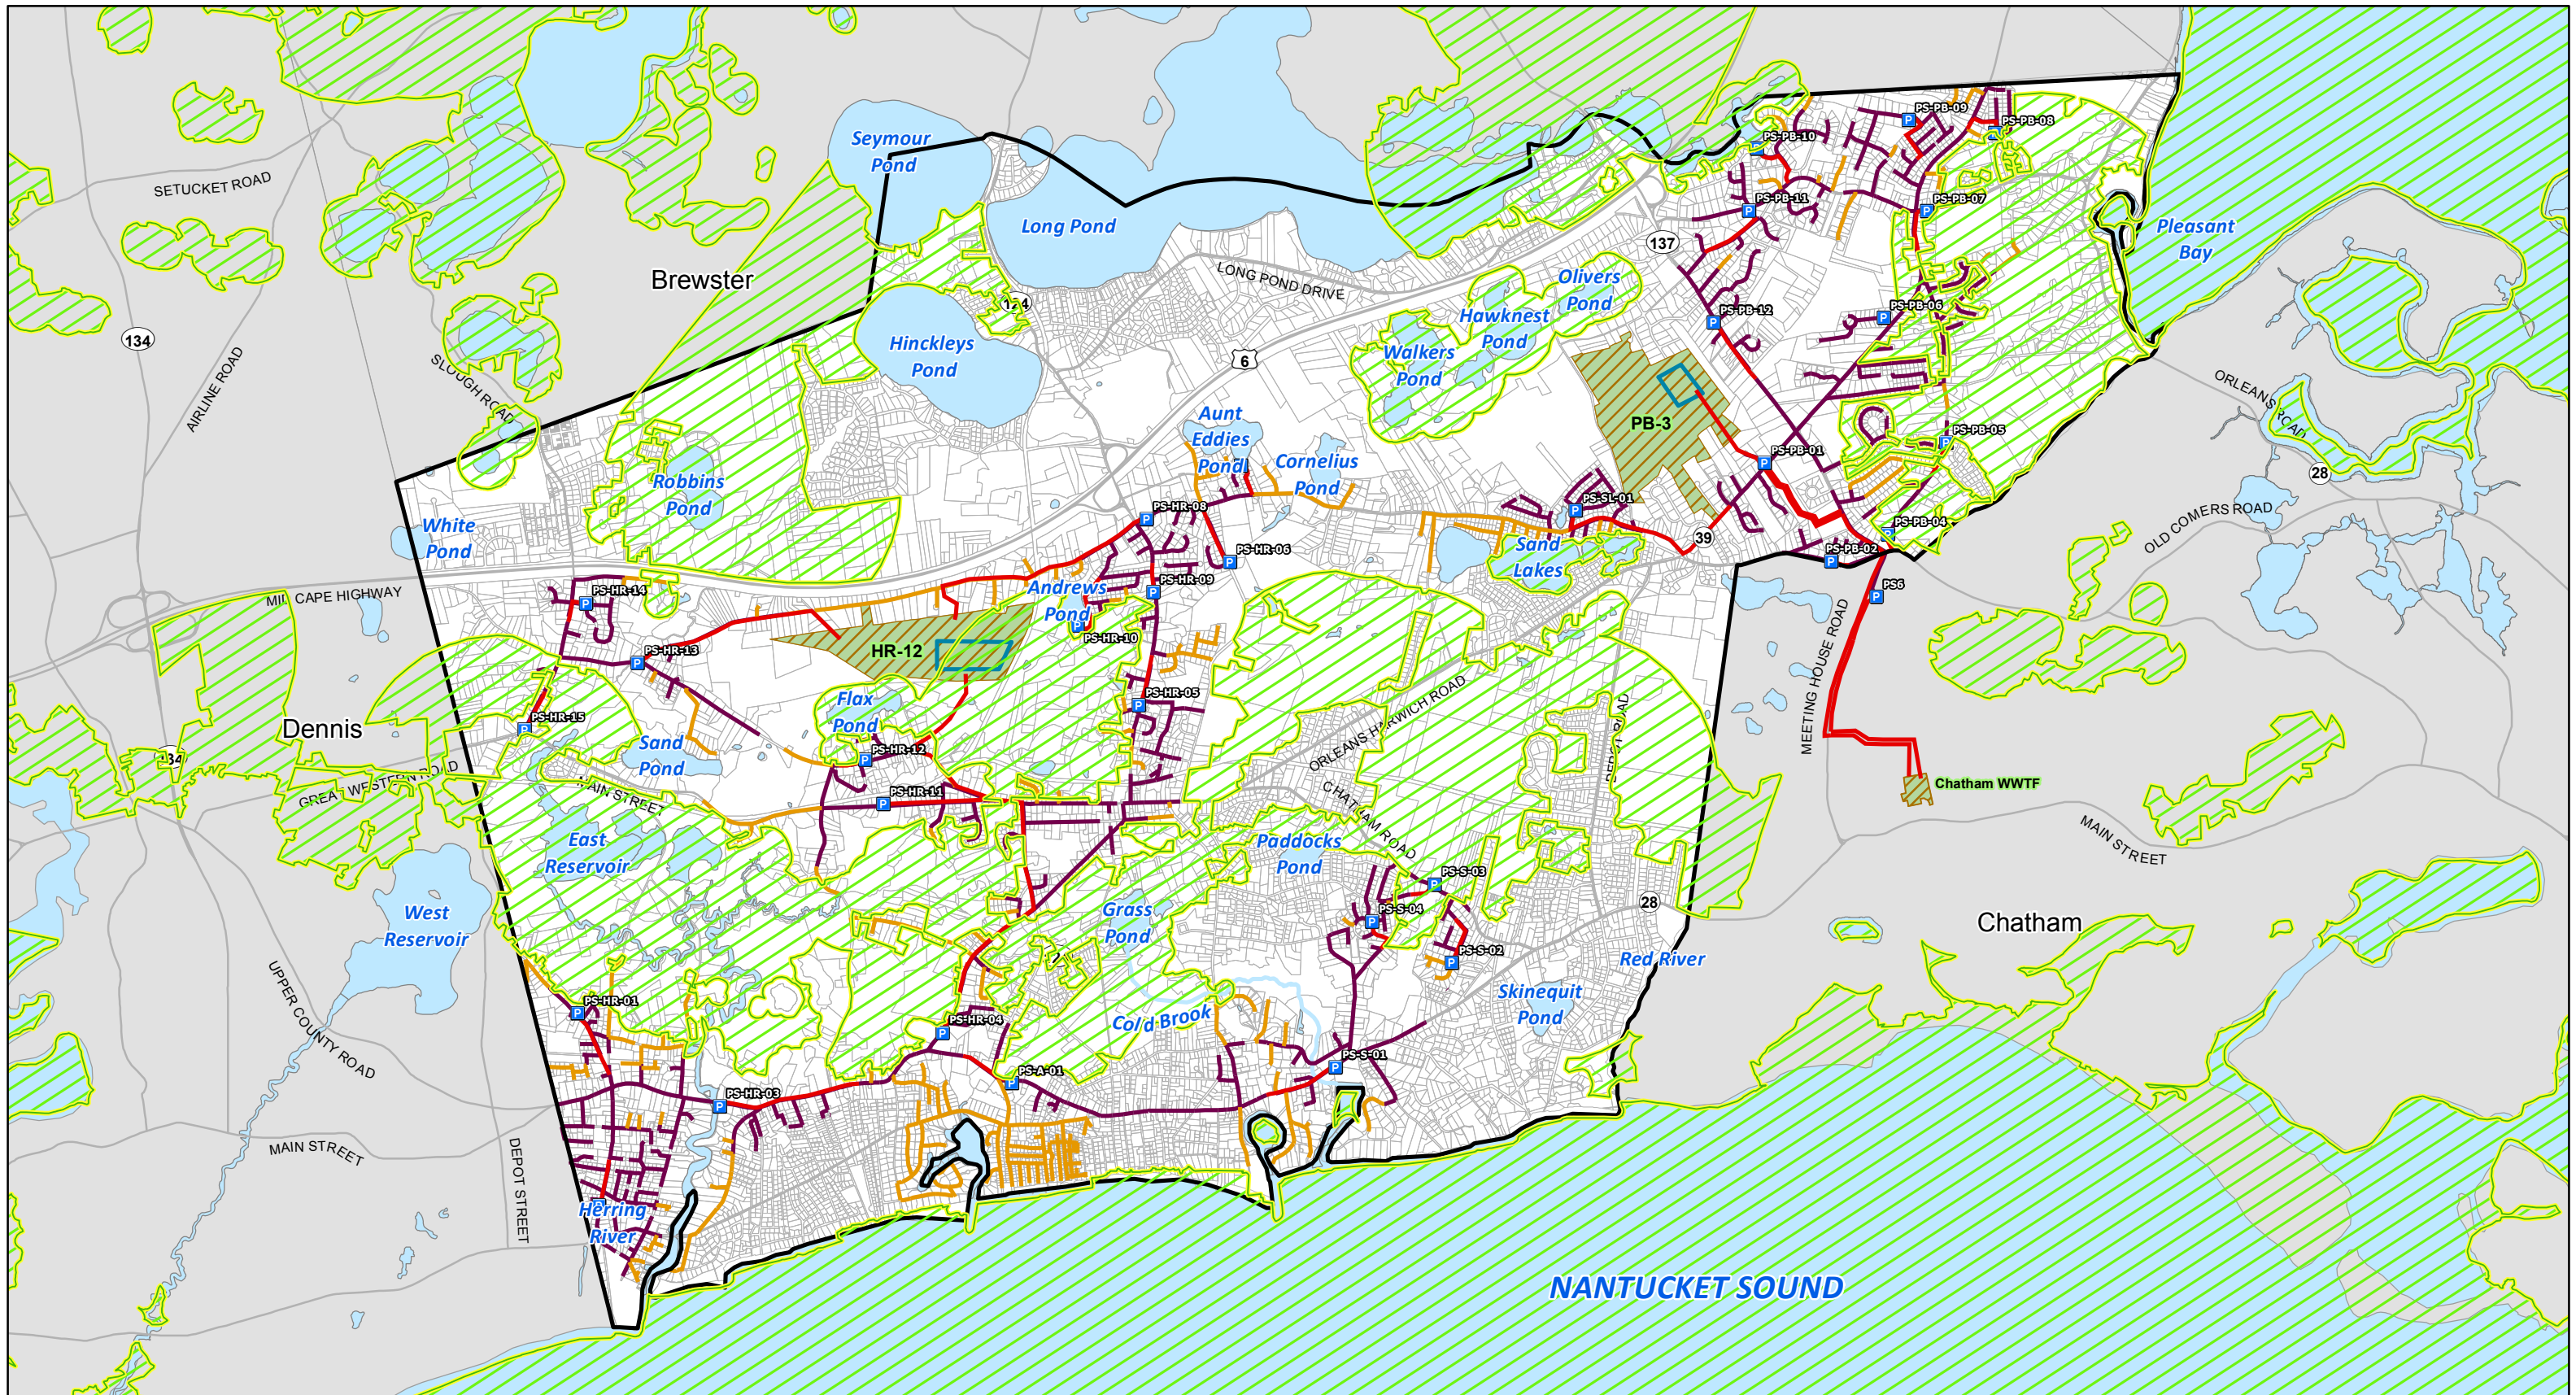 Seymour
Pond
SETUCKET ROAD
PS-PB-09
PS-PB-08
PS-PB-10
PS-PB-11
PS-PB-07
Pleasant
Bay
Long Pond
137
Brewster
LONG POND DRIVE
Olivers
Pond
124
PS-PB-06
Hawknest
Pond
PS-PB-12
134
Hinckleys
Pond
Walkers
Pond
6
AIRLINE ROAD
SLOUGH ROAD
ORLEANS ROAD
Aunt
Eddies
Pond
PB-3
PS-PB-05
Cornelius
Pond
PS-PB-01
28
Robbins
Pond
PS-SL-01
PS-HR-08
OLD COMERS ROAD
White
Pond
PS-PB-04
39
Sand
Lakes
PS-HR-06
PS-PB-02
PS-HR-09
PS6
MID CAPE HIGHWAY
PS-HR-14
Andrews
Pond
PS-HR-10
HR-12
PS-HR-13
MEETING HOUSE ROAD
PS-HR-05
Flax
Pond
PS-HR-15
Dennis
ORLEANS HARWICH ROAD
DEPOT ROAD
Sand
Pond
PS-HR-12
134
GREAT WESTERN ROAD
MAIN STREET
Chatham WWTF
PS-HR-11
CHATHAM ROAD
MAIN STREET
East
Reservoir
Paddocks
Pond
PS-S-03
West
Reservoir
Grass
Pond
PS-S-04
28
Chatham
PS-S-02
Red River
UPPER COUNTY ROAD
PS-HR-01
Skinequit
Pond
Cold Brook
PS-HR-04
PS-S-01
PS-A-01
PS-HR-03
MAIN STREET
DEPOT STREET
Herring
River
NANTUCKET SOUND